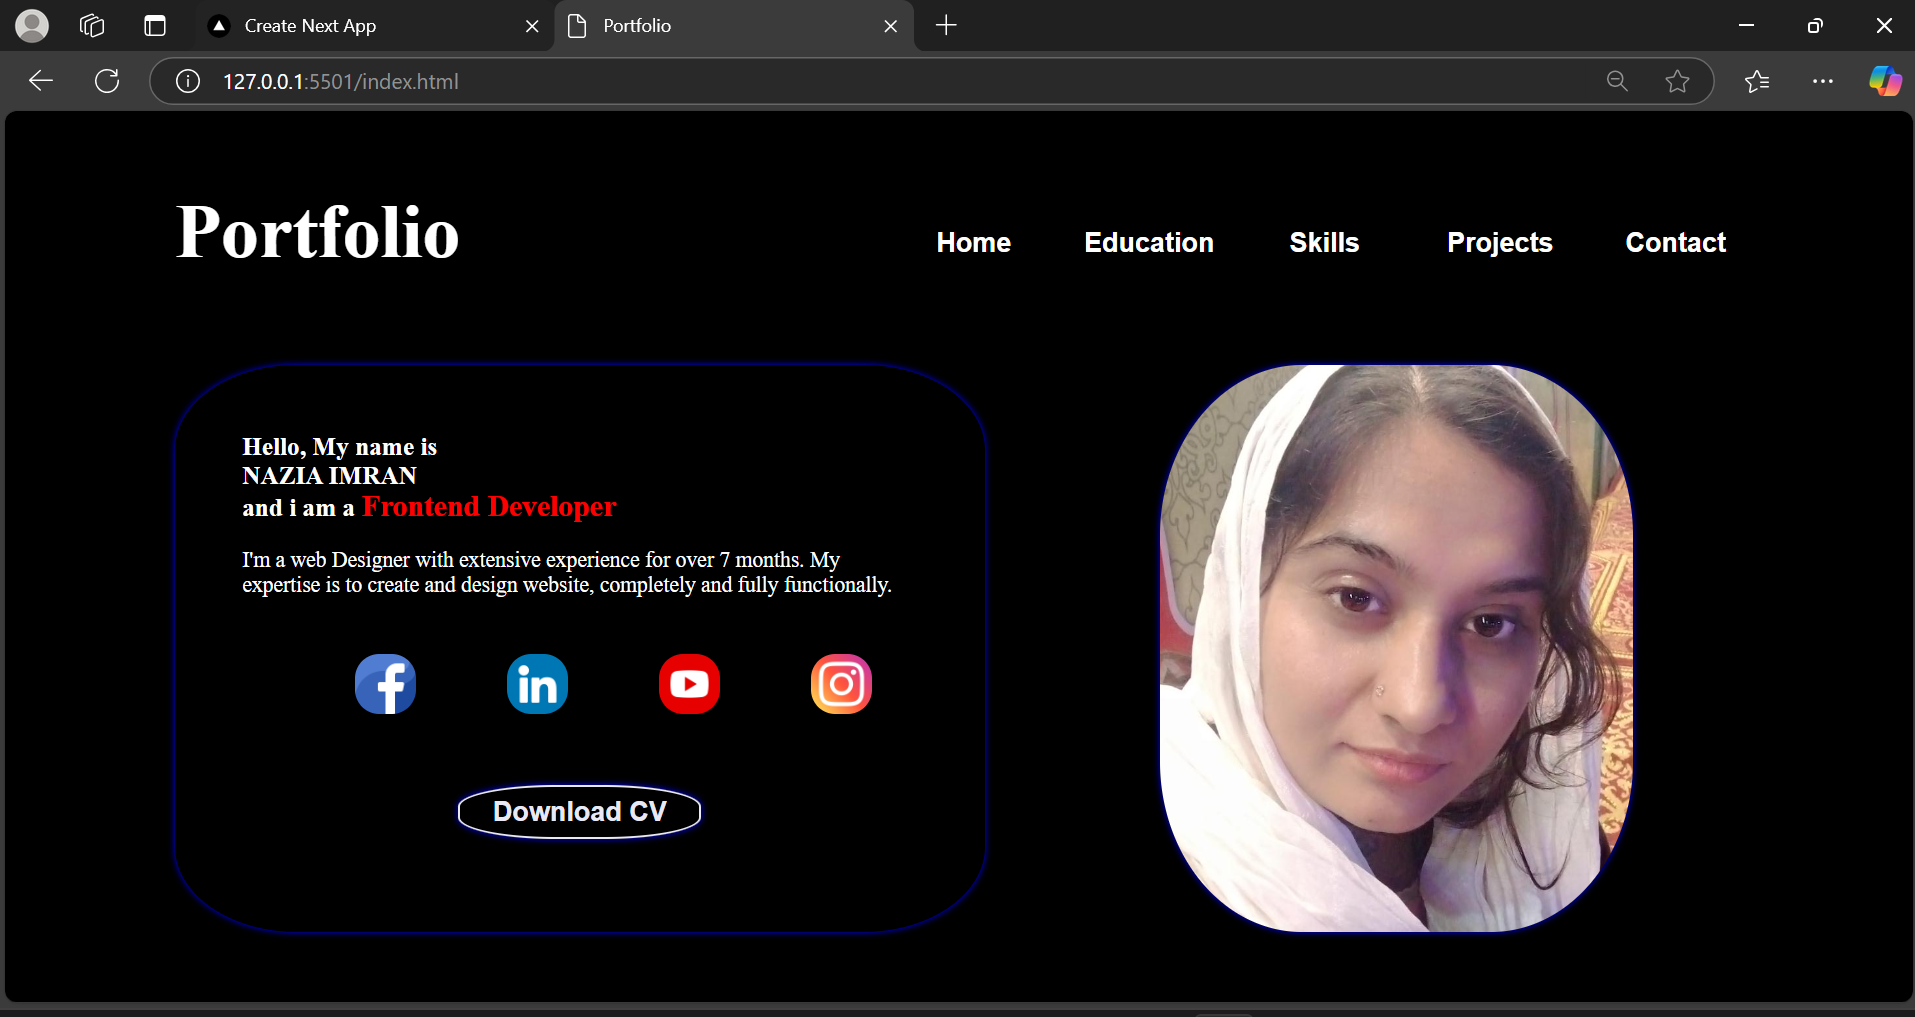 Create Next App
Portfolio
127.0.0.1:5501/index.html
Portfolio
Home Education Skills Projects Contact
Hello, My name is
NAZIA IMRAN
and i am a Frontend Developer
I'm a web Designer with extensive experience for over 7 months. My
expertise is to create and design website, completely and fully functionally.
f in
Download CV